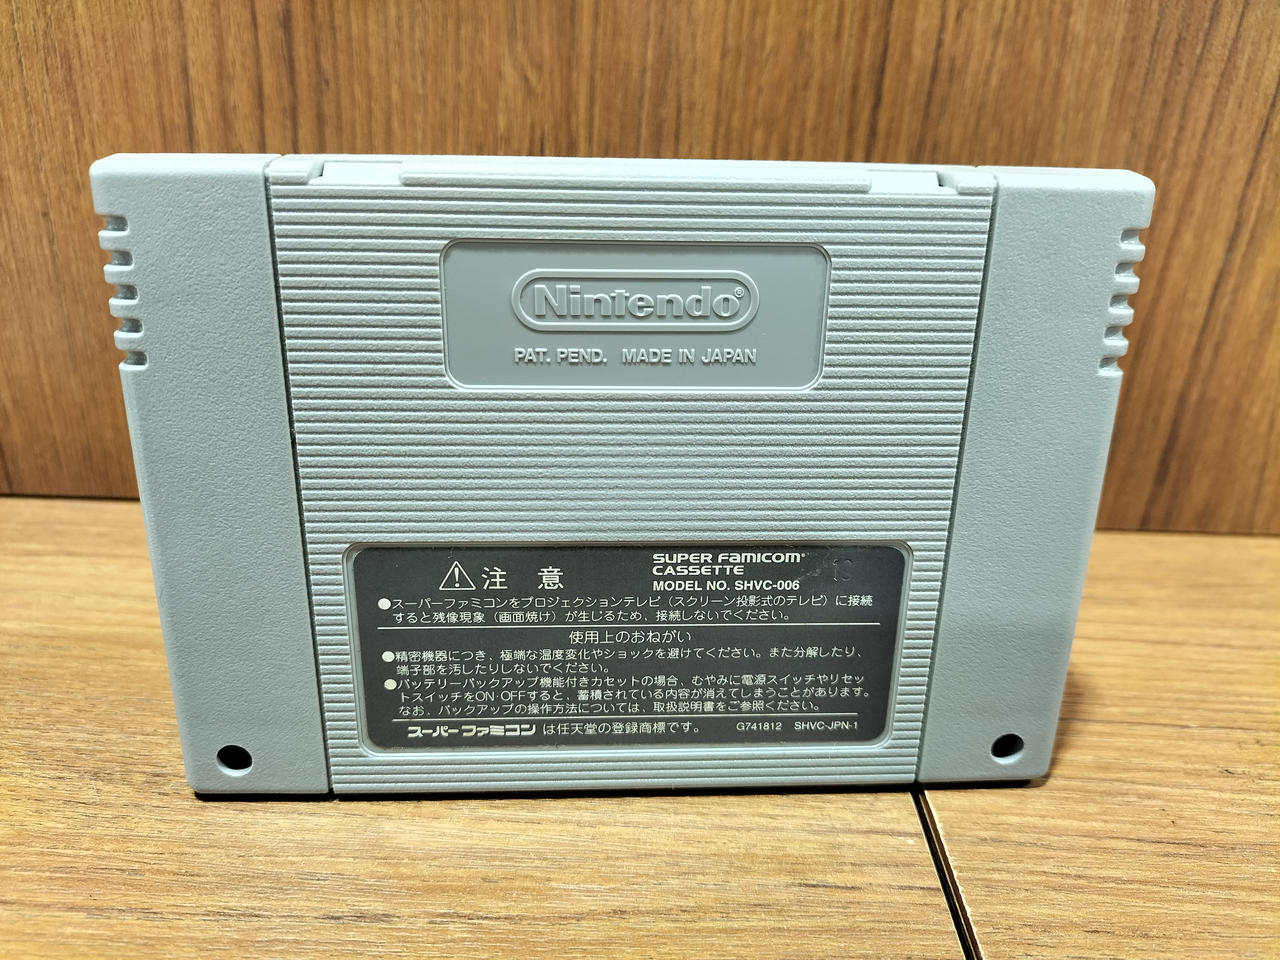 Nintendo®
PAT. PEND. MADE IN JAPAN
注 意
SUPER FAMICOM
CASSETTE
MODEL NO. SHVC-006
●スーパーファミコンをプロジェクションテレビ（スクリーン投影式のテレビ）に接続
すると残像現象（画面焼け）が生じるため、接続しないでください。
使用上のおねがい
●精密機器につき、極端な温度変化やショックを避けてください。また分解したり、
端子部を汚したりしないでください。
●バッテリーバックアップ機能付きカセットの場合、むやみに電源スイッチやリセッ
トスイッチをON·OFFすると、蓄積されている内容が消えてしまうことがあります。
なお、バックアップの操作方法については、取扱説明書をご参照ください。
スーパーファミコン は任天堂の登録商標です。 G741812 SHVC-JPN-1